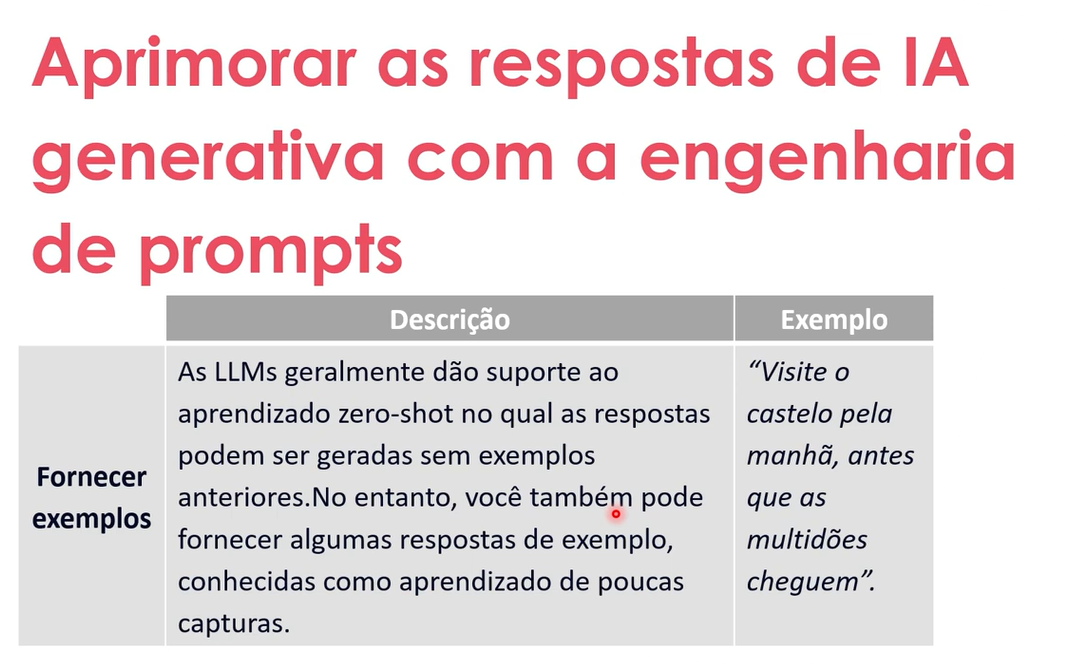 Aprimorar as respostas de IA
generativa com a engenharia
de prompts
Descrição
Exemplo
Fornecer
exemplos
As LLMs geralmente dão suporte ao
aprendizado zero-shot no qual as respostas
podem ser geradas sem exemplos
anteriores.No entanto, você também pode
fornecer algumas respostas de exemplo,
conhecidas como aprendizado de poucas
capturas.
“Visite o
castelo pela
manhã, antes
que as
multidões
cheguem”.